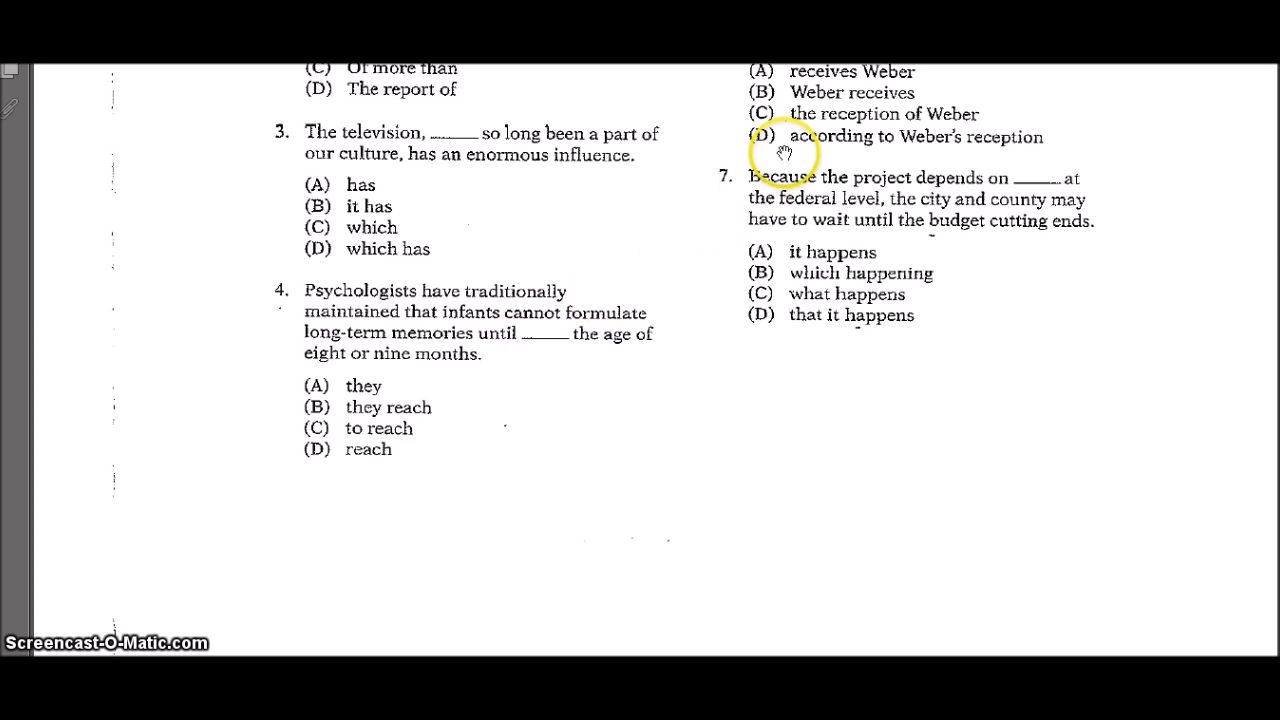 (C) Of more than
(D) The report of
3. The television, ______ so long been a part of
our culture, has an enormous influence.
(A) has
(B) it has
(C) which
(D) which has
4. Psychologists have traditionally
maintained that infants cannot formulate
long-term memories until ______ the age of
eight or nine months.
(A) they
(B) they reach
(C) to reach
(D) reach
(A) receives Weber
(B) Weber receives
(C) the reception of Weber
(D) according to Weber's reception
7. Because the project depends on ______ at
the federal level, the city and county may
have to wait until the budget cutting ends.
(A) it happens
(B) which happening
(C) what happens
(D) that it happens
Screencast-O-Matic.com